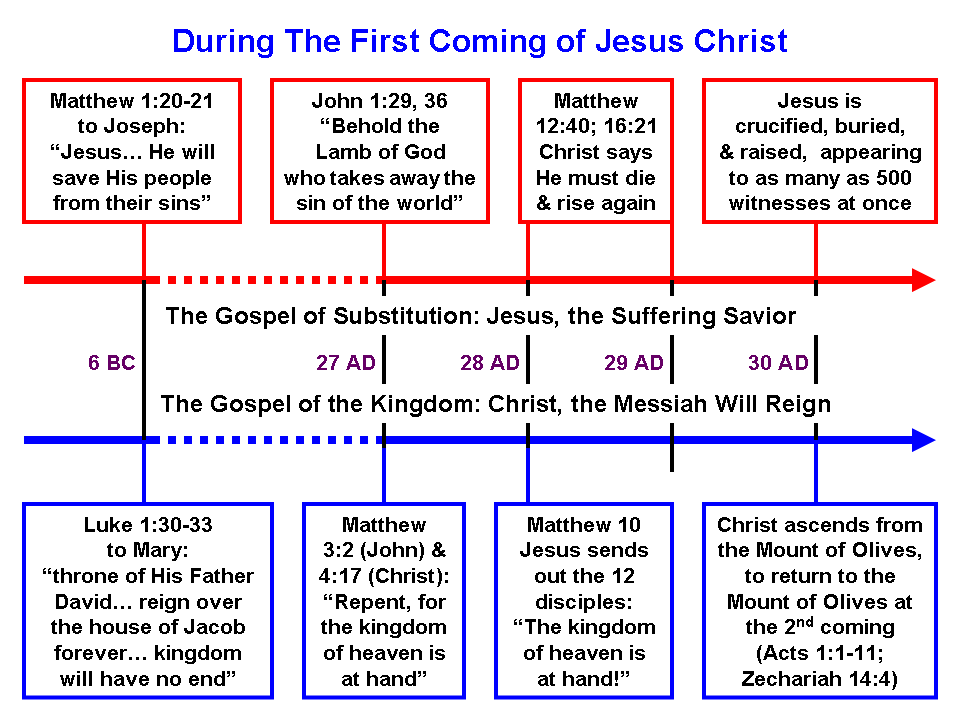 During The First Coming of Jesus Christ
Matthew 1:20-21
to Joseph:
“Jesus… He will
save His people
from their sins”
John 1:29, 36
“Behold the
Lamb of God
who takes away the
sin of the world”
Matthew
12:40; 16:21
Christ says
He must die
& rise again
Jesus is
crucified, buried,
& raised, appearing
to as many as 500
witnesses at once
The Gospel of Substitution: Jesus, the Suffering Savior
6 BC
27 AD
28 AD
29 AD
30 AD
The Gospel of the Kingdom: Christ, the Messiah Will Reign
Luke 1:30-33
to Mary:
“throne of His Father
David… reign over
the house of Jacob
forever… kingdom
will have no end”
Matthew
3:2 (John) &
4:17 (Christ):
“Repent, for
the kingdom
of heaven is
at hand”
Matthew 10
Jesus sends
out the 12
disciples:
“The kingdom
of heaven is
at hand!”
Christ ascends from
the Mount of Olives,
to return to the
Mount of Olives at
the 2nd coming
(Acts 1:1-11;
Zechariah 14:4)